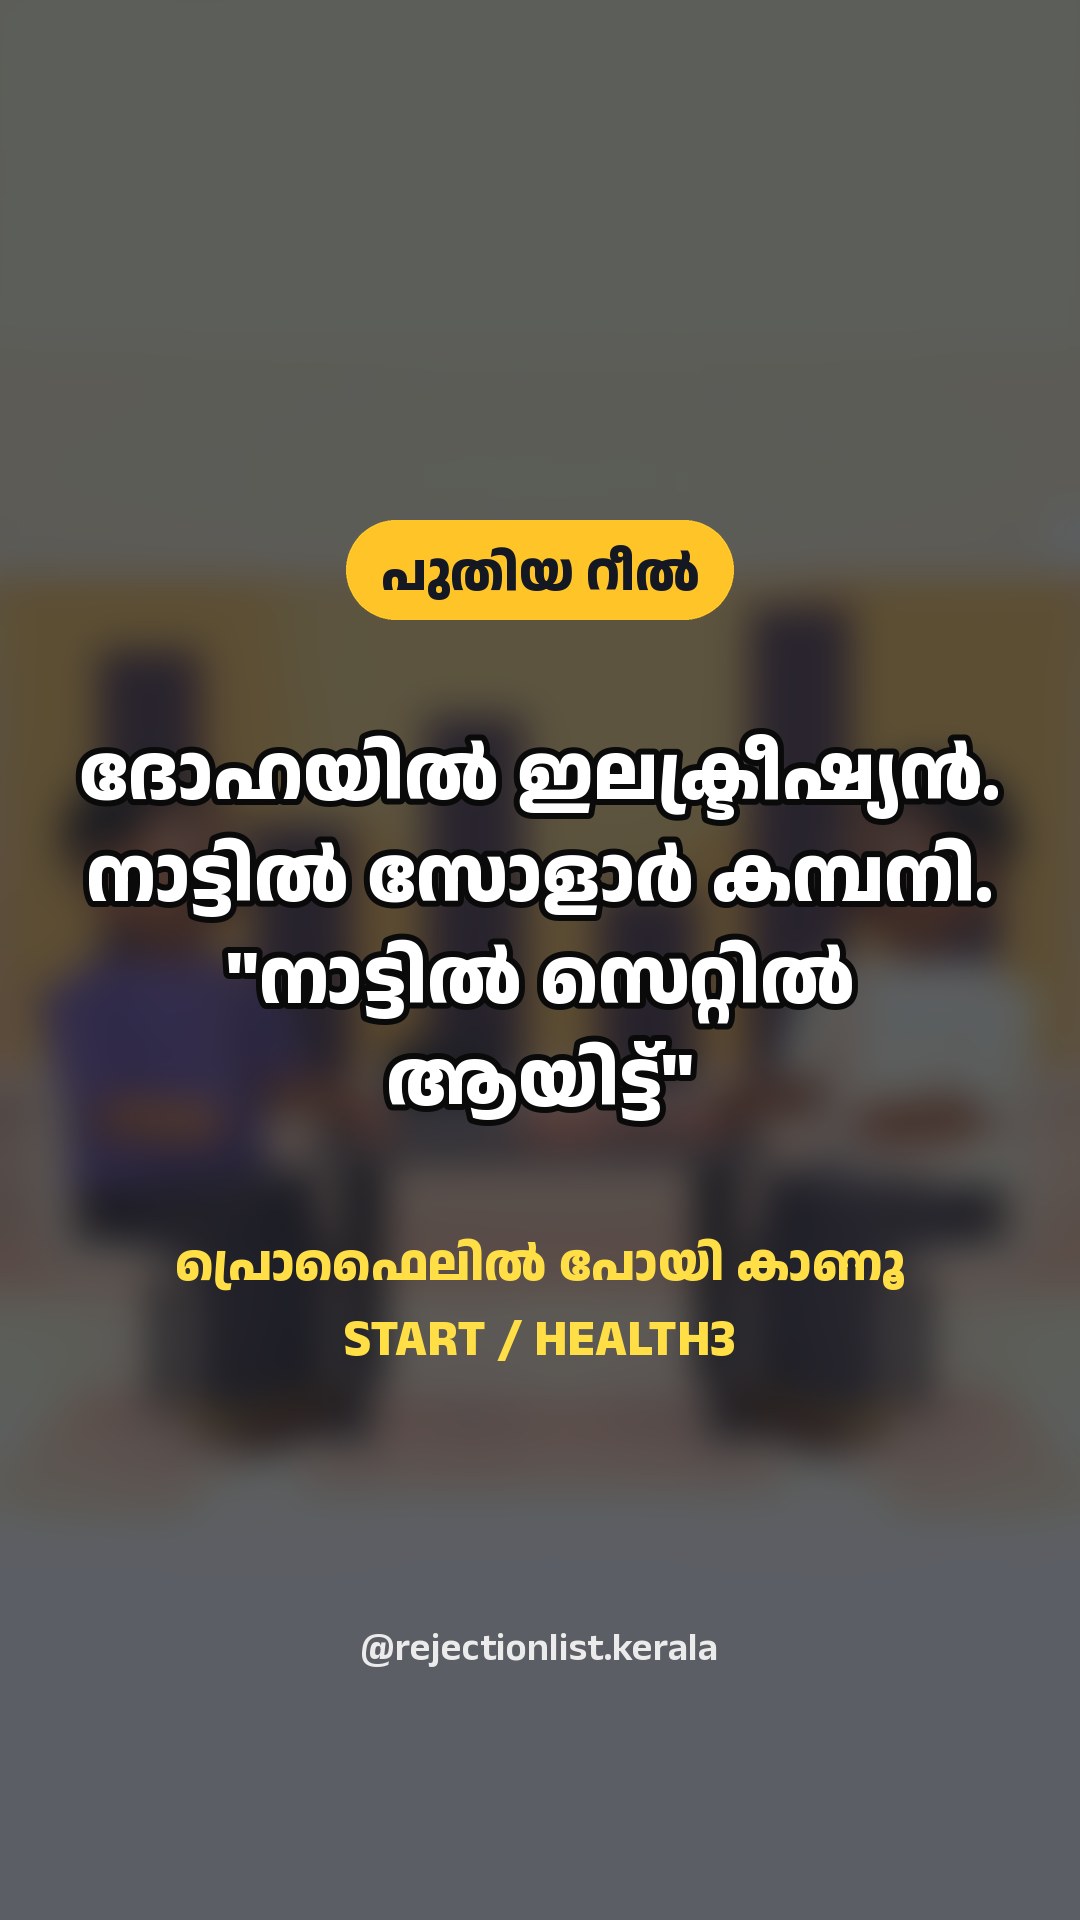 പുതിയ റീൽ
ദോഹയിൽ ഇലക്ട്രീഷ്യൻ.
നാട്ടിൽ സോളാർ കമ്പനി.
"നാട്ടിൽ സെറ്റിൽ
ആയിട്ട്"
പ്രൊഫൈലിൽ പോയി കാണൂ
START / HEALTH3
@rejectionlist.kerala